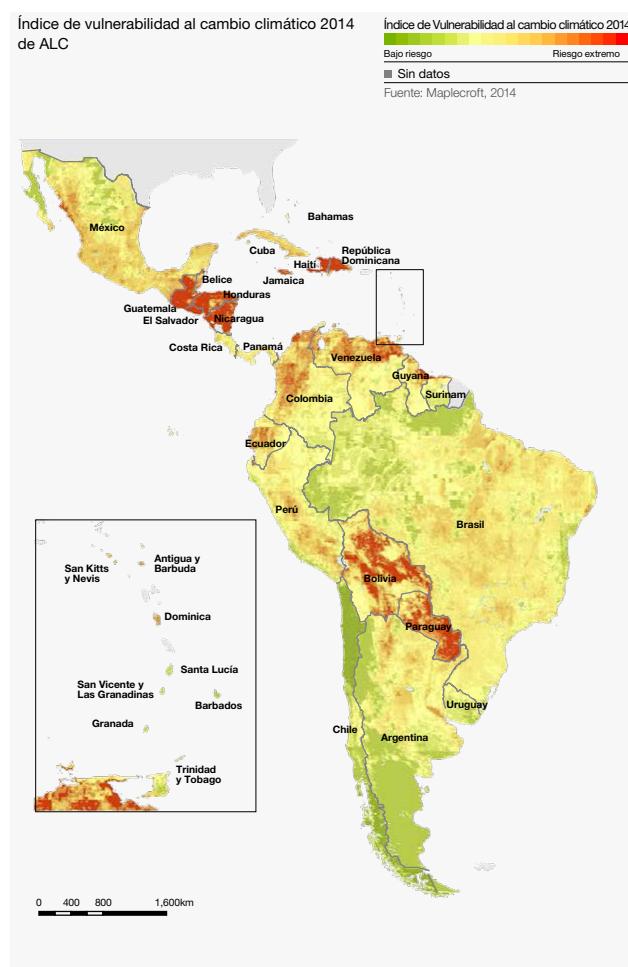 Índice de vulnerabilidad al cambio climático 2014
de ALC
Índice de Vulnerabilidad al cambio climático 2014
Bajo riesgo
Riesgo extremo
Sin datos
Fuente: Maplecroft, 2014
México
Bahamas
Cuba
Haití
República
Dominicana
Jamaica
Belice
Honduras
Guatemala
El Salvador
Nicaragua
Costa Rica
Panamá
Venezuela
Guyana
Surinam
Colombia
Ecuador
Perú
Brasil
Bolivia
Paraguay
Uruguay
Chile
Argentina
San Kitts
y Nevis
Antigua y
Barbuda
Dominica
Santa Lucía
San Vicente y
Las Granadinas
Barbados
Granada
Trinidad
y Tobago
0 400 800 1,600km